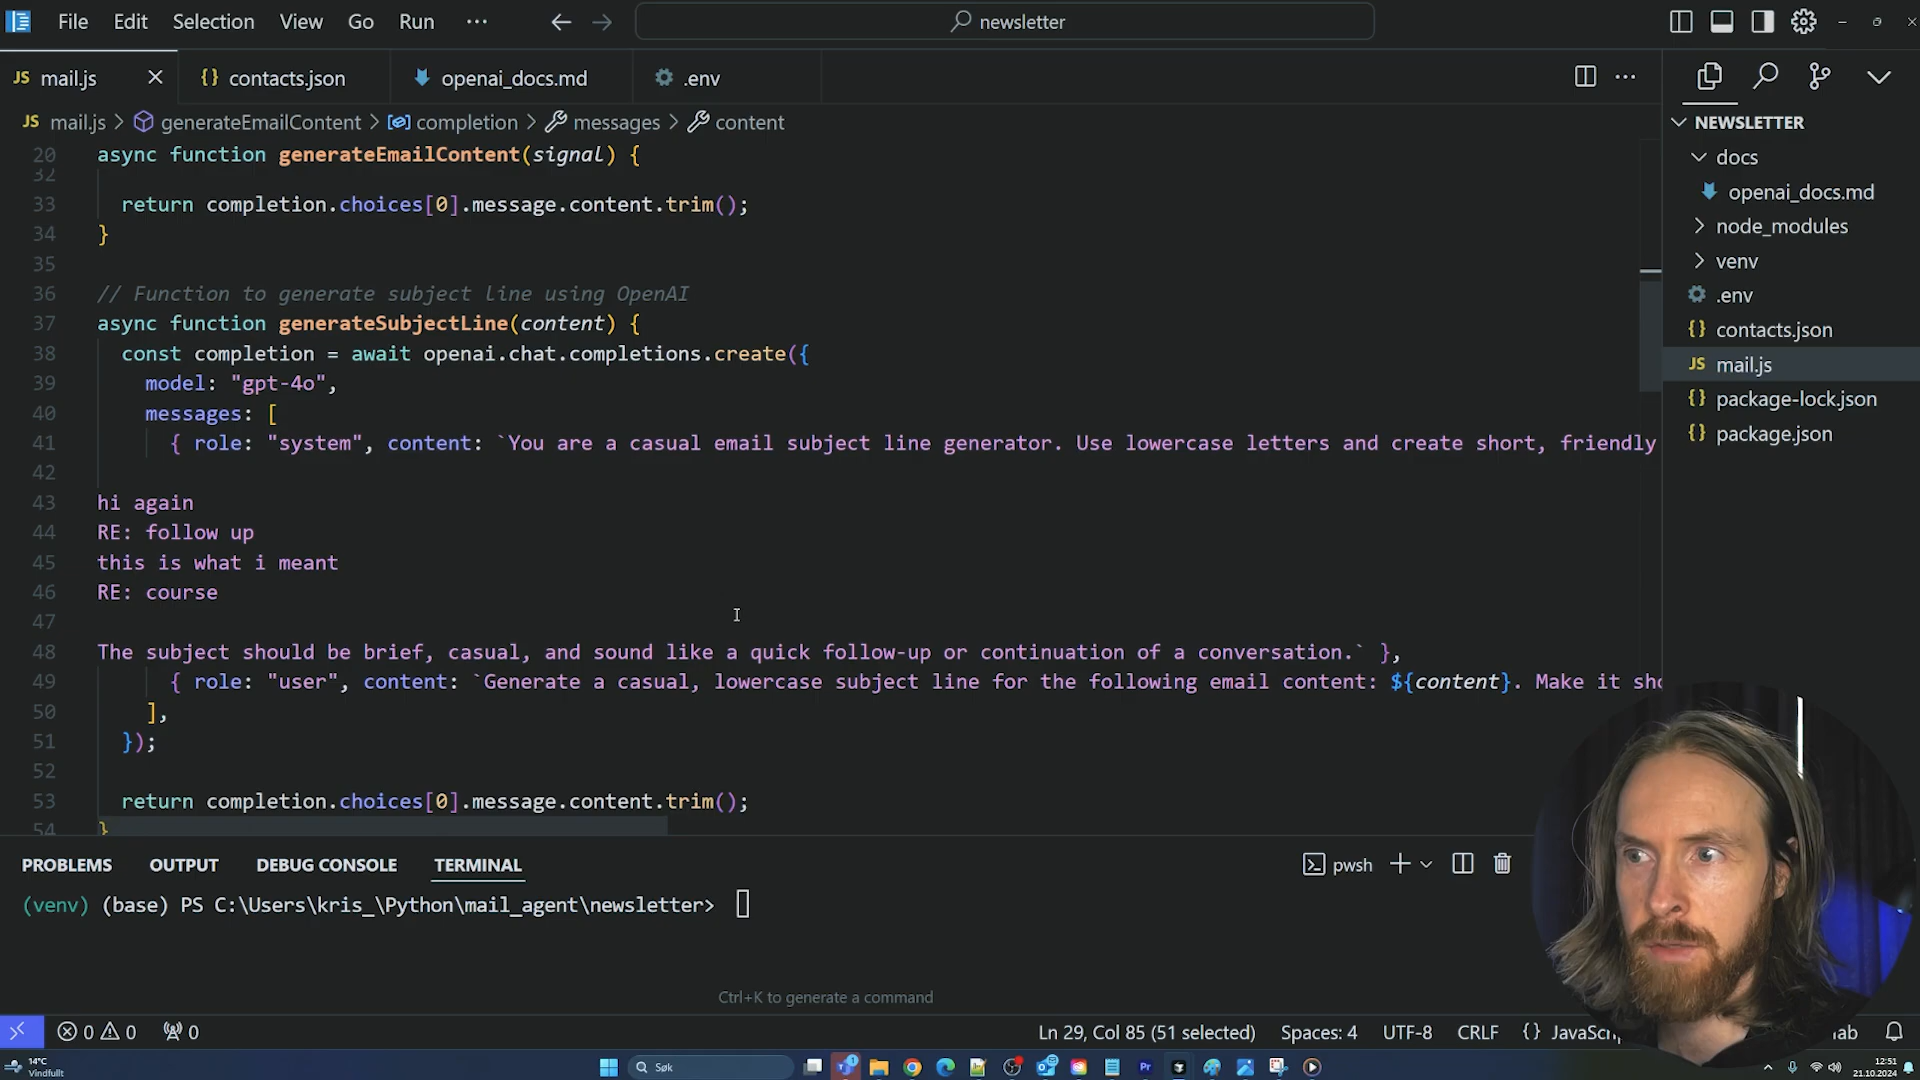 File Edit Selection View Go Run ··· newsletter
mail.js contacts.json openai_docs.md .env
mail.js > generateEmailContent > completion > messages > content
20 async function generateEmailContent(signal) {
32
33 return completion.choices[0].message.content.trim();
34 }
35
36 // Function to generate subject line using OpenAI
37 async function generateSubjectLine(content) {
38 const completion = await openai.chat.completions.create({
39 model: "gpt-4o",
40 messages: [
41 { role: "system", content: `You are a casual email subject line generator. Use lowercase letters and create short, friendly
42
43 hi again
44 RE: follow up
45 this is what i meant
46 RE: course
47
48 The subject should be brief, casual, and sound like a quick follow-up or continuation of a conversation.` },
49 { role: "user", content: `Generate a casual, lowercase subject line for the following email content: ${content}. Make it sho
50 ],
51 });
52
53 return completion.choices[0].message.content.trim();
54 }
NEWSLETTER
docs
openai_docs.md
node_modules
venv
.env
contacts.json
mail.js
package-lock.json
package.json
PROBLEMS OUTPUT DEBUG CONSOLE TERMINAL pwsh
(venv) (base) PS C:\Users\kris_\Python\mail_agent\newsletter>
Ctrl+K to generate a command
0 0 0 Ln 29, Col 85 (51 selected) Spaces: 4 UTF-8 CRLF {} JavaScri ab
14°C
Vindfullt
Søk
12:51
21.10.2024